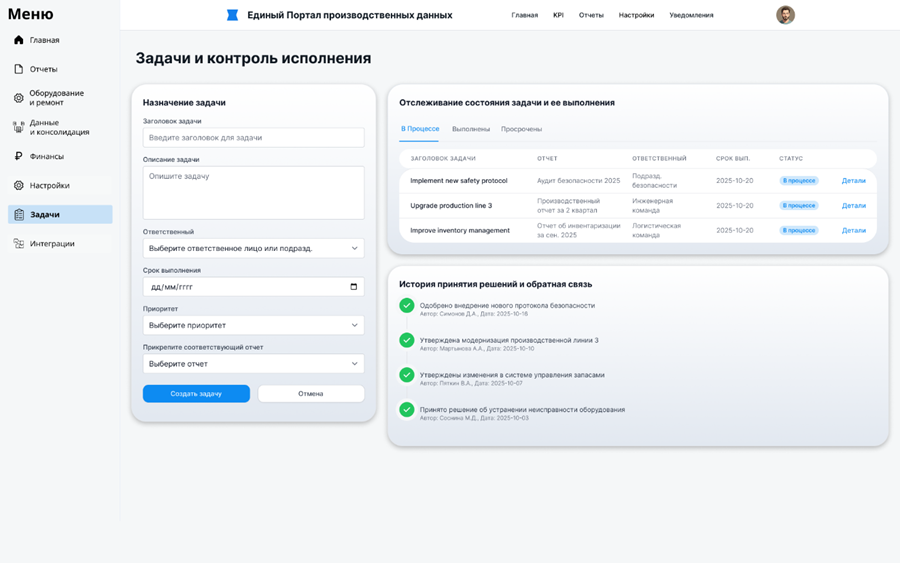 Меню
Главная
Отчеты
Оборудование
и ремонт
Данные
и консолидация
Финансы
Настройки
Задачи
Интеграции
Единый Портал производственных данных
Главная KPI Отчеты Настройки Уведомления
Задачи и контроль исполнения
Назначение задачи
Заголовок задачи
Введите заголовок для задачи
Описание задачи
Опишите задачу
Ответственный
Выберите ответственное лицо или подразд.
Срок выполнения
дд/мм/гггг
Приоритет
Выберите приоритет
Прикрепите соответствующий отчет
Выберите отчет
Создать задачу Отмена
Отслеживание состояния задачи и ее выполнения
В Процессе Выполнены Просрочены
ЗАГОЛОВОК ЗАДАЧИ ОТЧЕТ ОТВЕТСТВЕННЫЙ СРОК ВЫП. СТАТУС
Implement new safety protocol Аудит безопасности 2025 Подразд. безопасности 2025-10-20 В процессе Детали
Upgrade production line 3 Производственный отчет за 2 квартал Инженерная команда 2025-10-20 В процессе Детали
Improve inventory management Отчет об инвентаризации за сен. 2025 Логистическая команда 2025-10-20 В процессе Детали
История принятия решений и обратная связь
Одобрено внедрение нового протокола безопасности
Автор: Симонов Д.А., Дата: 2025-10-16
Утверждена модернизация производственной линии 3
Автор: Мартынова А.А., Дата: 2025-10-10
Утверждены изменения в системе управления запасами
Автор: Пяткин В.А., Дата: 2025-10-07
Принято решение об устранении неисправности оборудования
Автор: Соснина М.Д., Дата: 2025-10-03